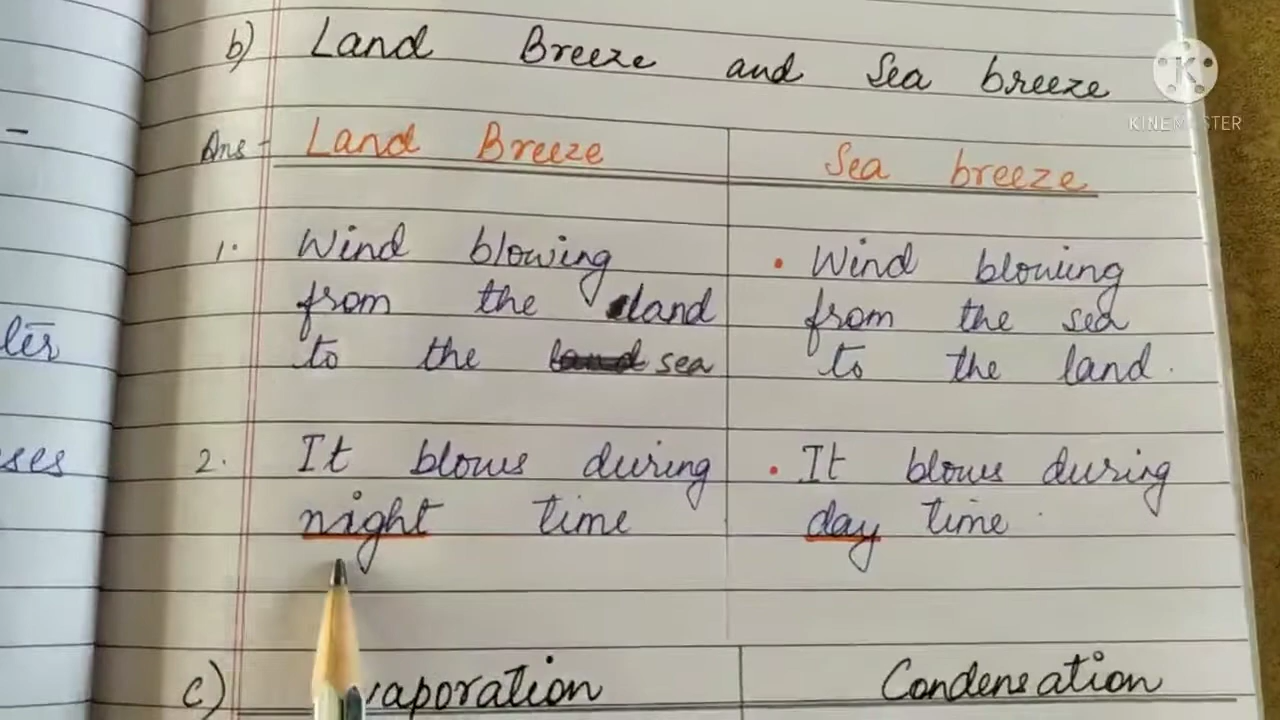 b) Land Breeze and Sea breeze
KINEMASTER
Ans - Land Breeze
Sea breeze
1. Wind blowing
from the land
to the sea
• Wind blowing
from the sea
to the land.
2. It blows during
night time
• It blows during
day time.
c) vaporation
Condensation
ses